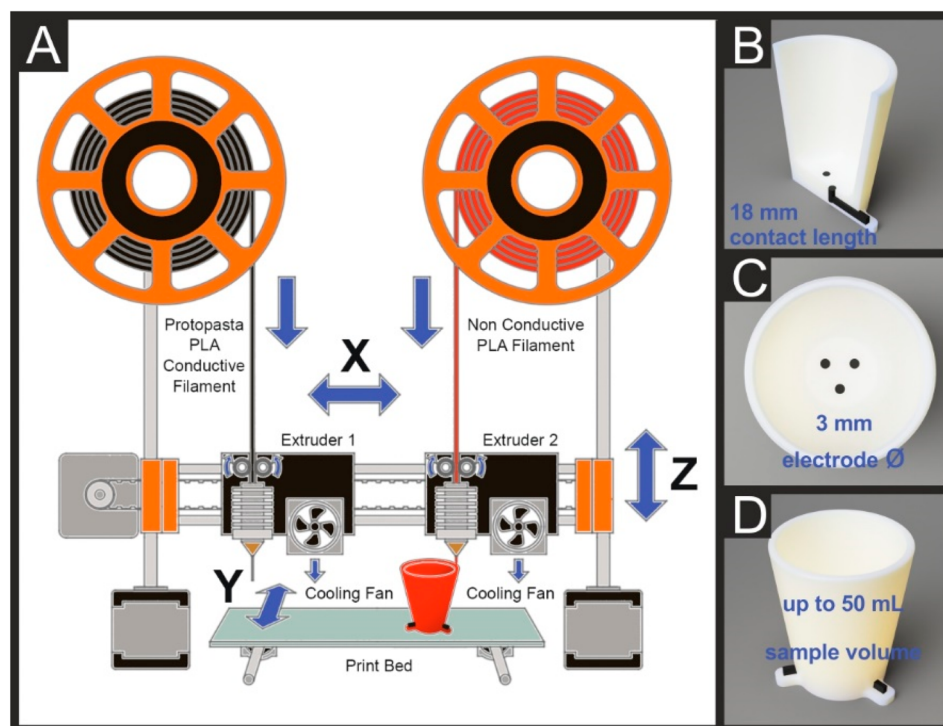 A
Protopasta
PLA
Conductive
Filament
Non Conductive
PLA Filament
X
Extruder 1
Extruder 2
Z
Y
Cooling Fan
Cooling Fan
Print Bed
B
18 mm
contact length
C
3 mm
electrode Ø
D
up to 50 mL
sample volume